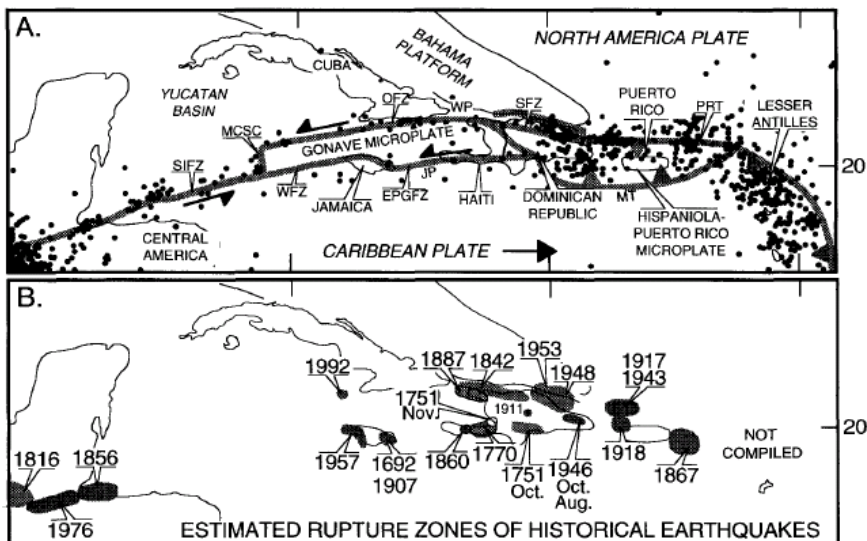 A.
NORTH AMERICA PLATE
BAHAMA
PLATFORM
CUBA
YUCATAN
BASIN
OFZ
WP
SFZ
PUERTO
RICO
PRT
LESSER
ANTILLES
MCSC
GONAVE MICROPLATE
20
SIFZ
WFZ
JAMAICA
EPGFZ
JP
HAITI
DOMINICAN
REPUBLIC
MT
HISPANIOLA-
PUERTO RICO
MICROPLATE
CENTRAL
AMERICA
CARIBBEAN PLATE
B.
1992
1887
1842
1953
1948
1917
1943
1751
Nov.
1911
20
1816
1856
1976
1957
1692
1907
1860
1770
1751
Oct.
1946
Oct.
Aug.
1918
1867
NOT
COMPILED
ESTIMATED RUPTURE ZONES OF HISTORICAL EARTHQUAKES